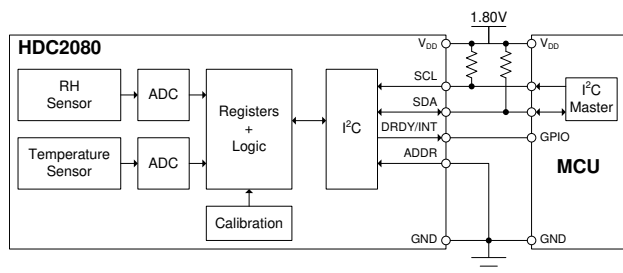 1.80V
HDC2080
VDD
VDD
RH
Sensor
ADC
Registers
+
Logic
I²C
SCL
SDA
DRDY/INT
ADDR
I²C
Master
GPIO
MCU
Temperature
Sensor
ADC
Calibration
GND
GND